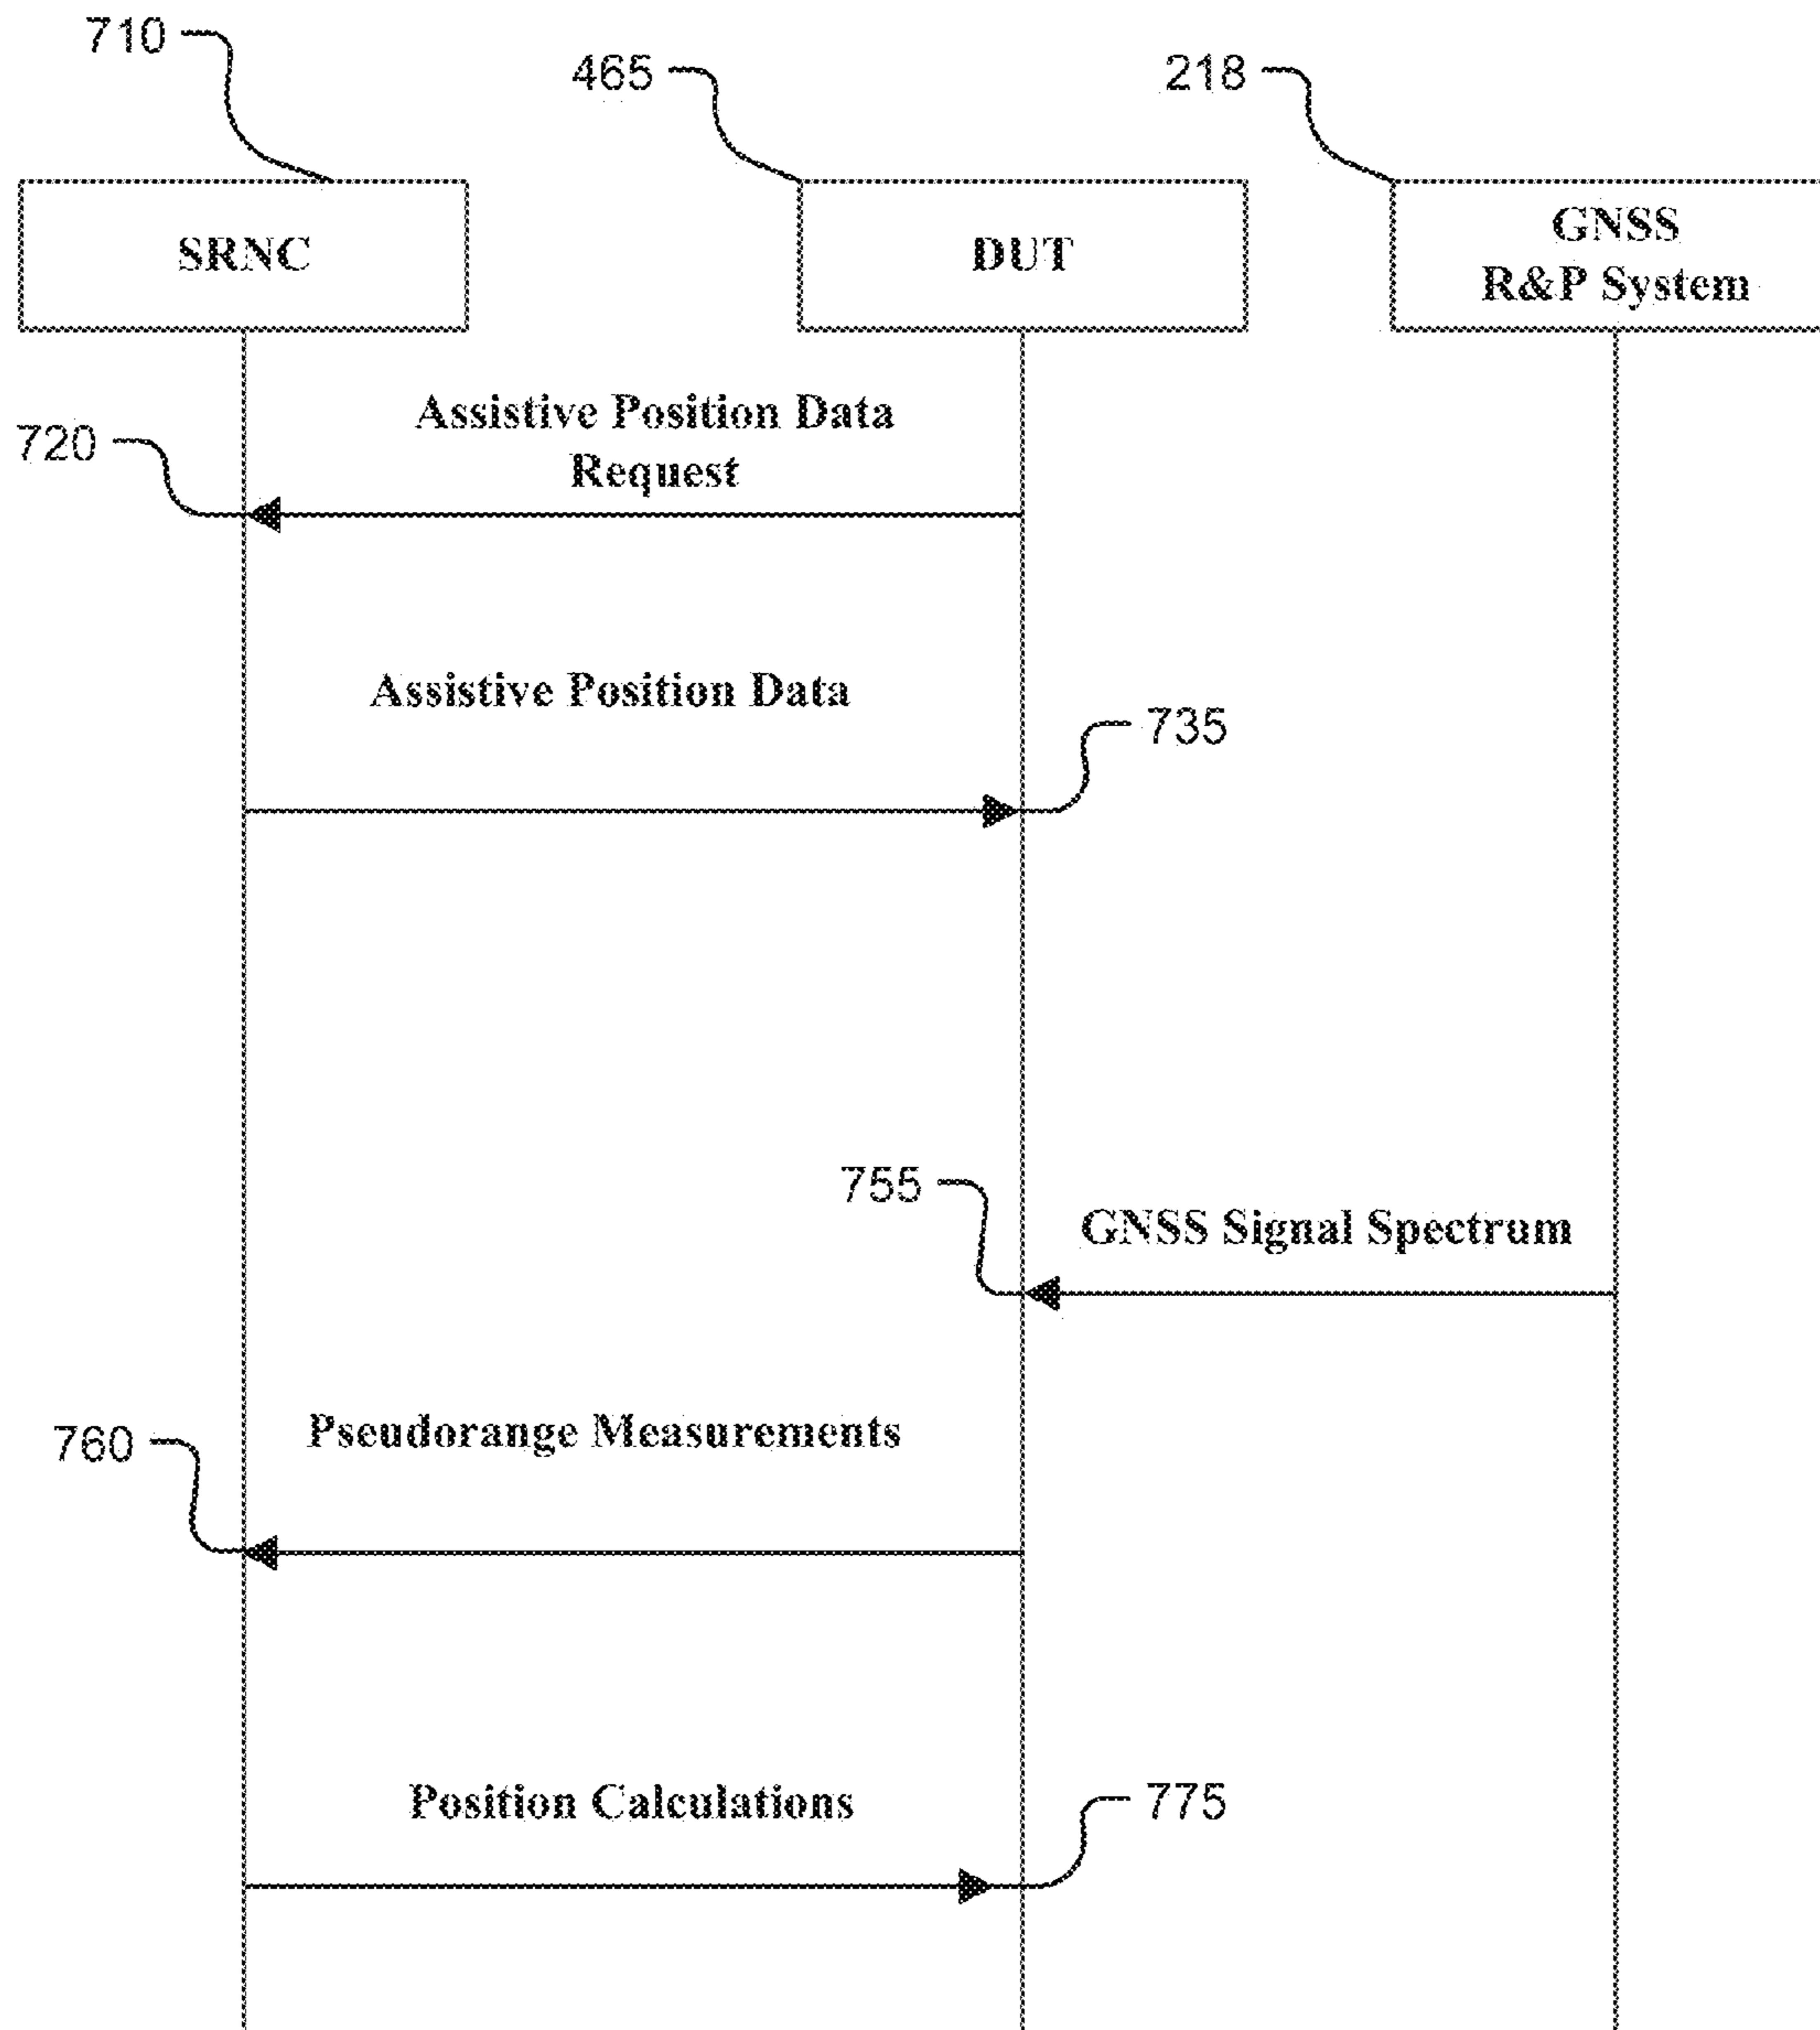 710
465
218
SRNC
DUT
GNSS
R&P System
Assistive Position Data
Request
720
Assistive Position Data
735
755
GNSS Signal Spectrum
760
Pseudorange Measurements
Position Calculations
775